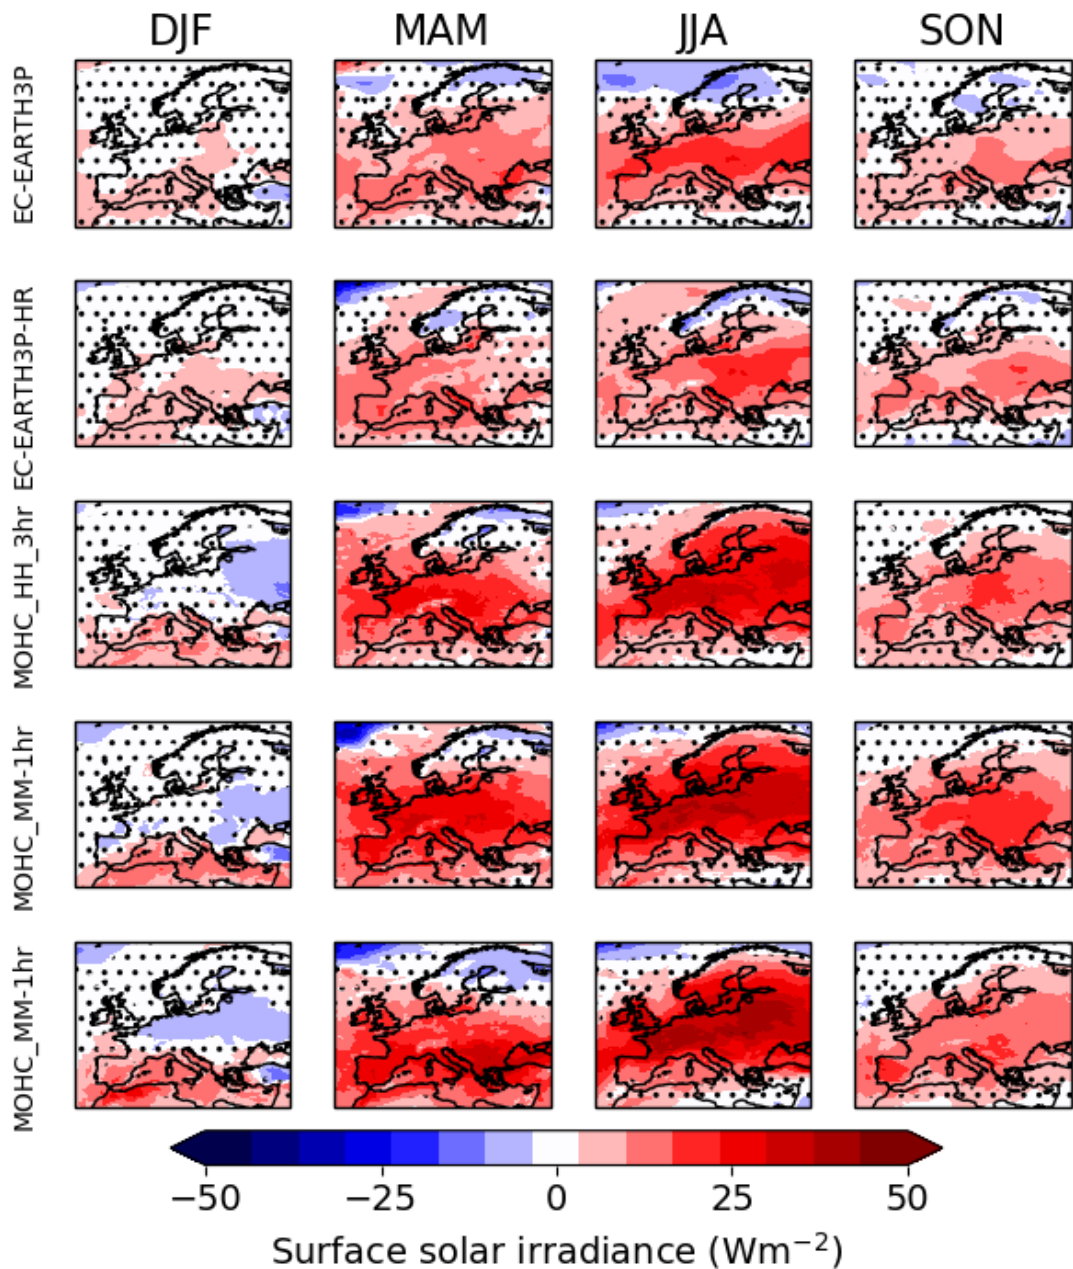 DJF MAM JJA SON
EC-EARTH3P
EC-EARTH3P-HR
MOHC_HH_3hr
MOHC_MM-1hr
MOHC_MM-1hr
−50 −25 0 25 50
Surface solar irradiance (Wm⁻²)